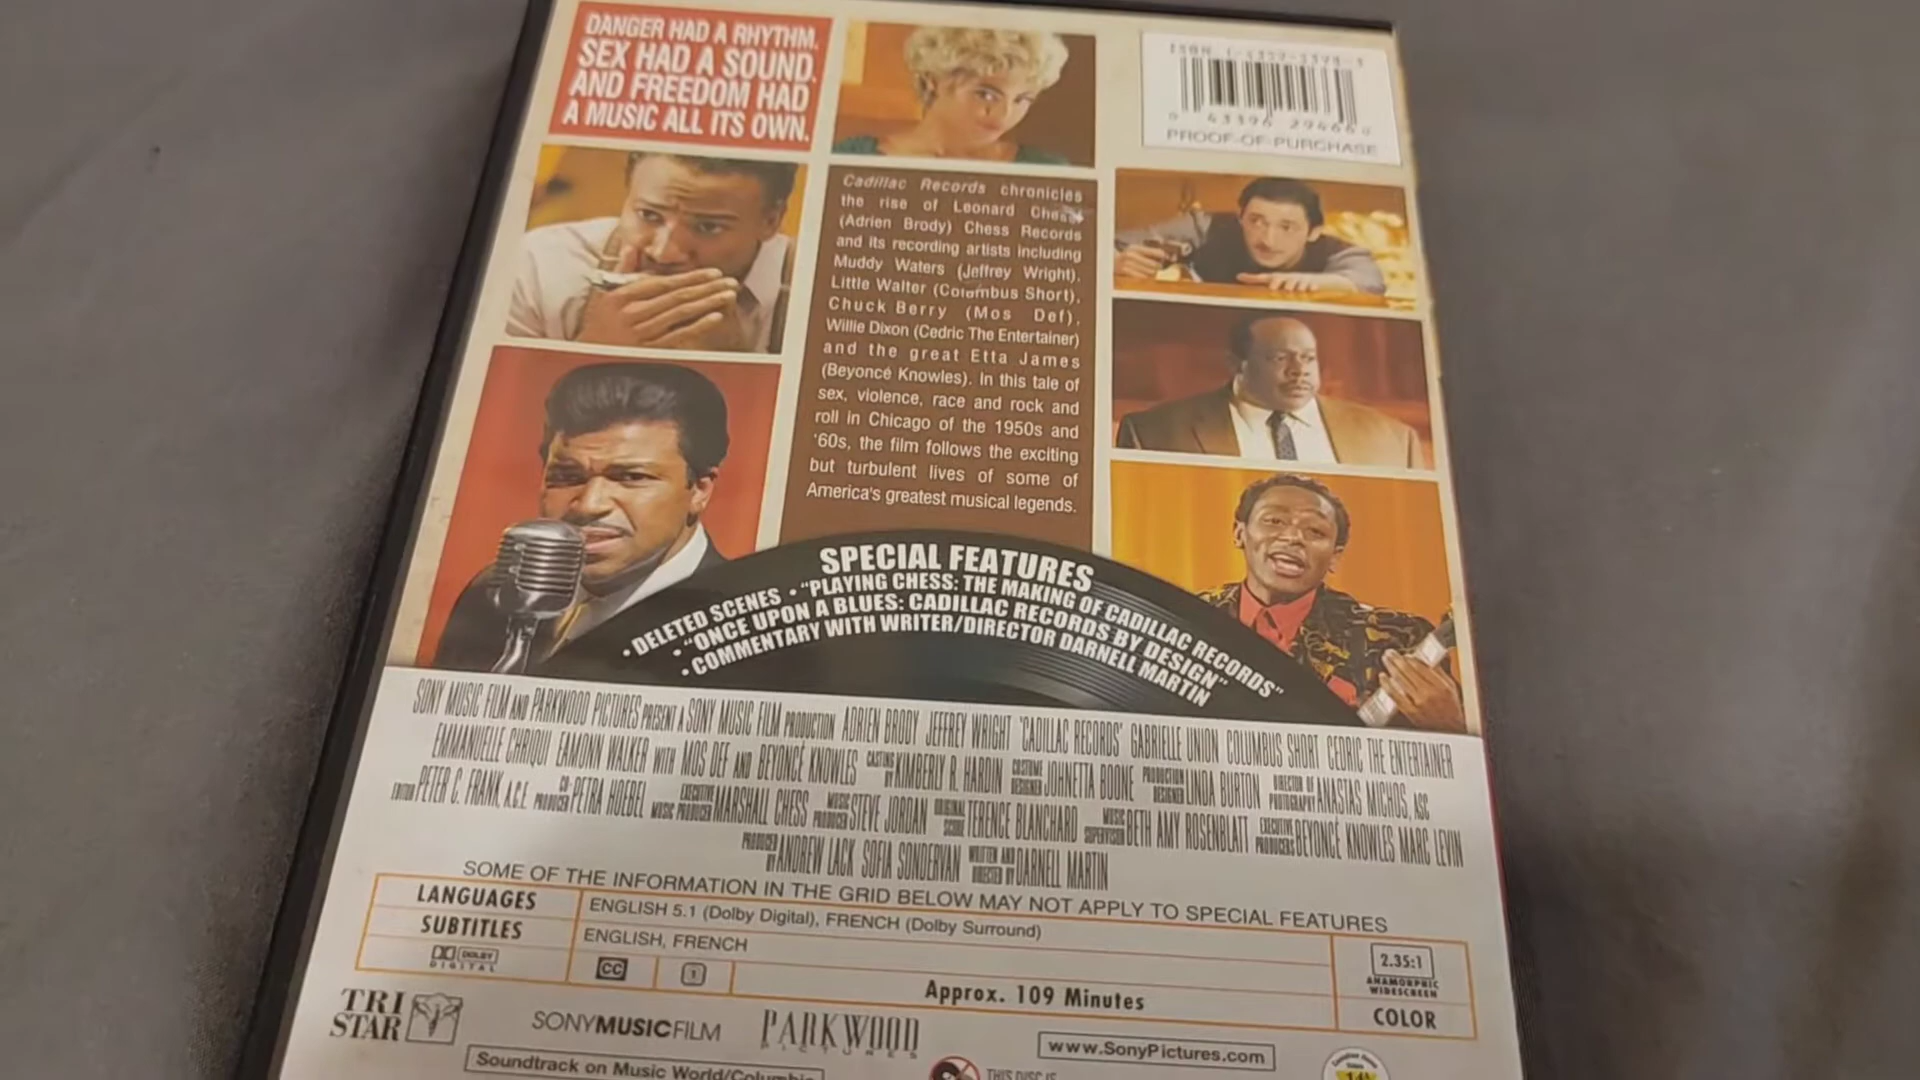 DANGER HAD A RHYTHM.
SEX HAD A SOUND.
AND FREEDOM HAD
A MUSIC ALL ITS OWN.
PROOF-OF-PURCHASE
Cadillac Records chronicles
the rise of Leonard Chess
(Adrien Brody) Chess Records
and its recording artists including
Muddy Waters (Jeffrey Wright),
Little Walter (Columbus Short),
Chuck Berry (Mos Def),
Willie Dixon (Cedric The Entertainer)
and the great Etta James
(Beyoncé Knowles). In this tale of
sex, violence, race and rock and
roll in Chicago of the 1950s and
'60s, the film follows the exciting
but turbulent lives of some of
America's greatest musical legends.
SPECIAL FEATURES
• DELETED SCENES • "PLAYING CHESS: THE MAKING OF CADILLAC RECORDS"
• "ONCE UPON A BLUES: CADILLAC RECORDS BY DESIGN"
• COMMENTARY WITH WRITER/DIRECTOR DARNELL MARTIN
SONY MUSIC FILM AND PARKWOOD PICTURES PRESENT A SONY MUSIC FILM PRODUCTION ADRIEN BRODY JEFFREY WRIGHT "CADILLAC RECORDS" GABRIELLE UNION COLUMBUS SHORT CEDRIC THE ENTERTAINER
EMMANUELLE CHRIQUI EAMONN WALKER WITH MOS DEF AND BEYONCÉ KNOWLES CASTING BY KIMBERLY R. HARDIN COSTUME DESIGNER JOHNETTA BOONE PRODUCTION DESIGNER LINDA BURTON DIRECTOR OF PHOTOGRAPHY ANASTAS MICHOS, ASC
EDITOR PETER C. FRANK, A.C.E. CO-PRODUCER PETRA HOEBEL EXECUTIVE MUSIC PRODUCER MARSHALL CHESS MUSIC PRODUCER STEVE JORDAN ORIGINAL SCORE TERENCE BLANCHARD MUSIC SUPERVISOR BETH AMY ROSENBLATT EXECUTIVE PRODUCERS BEYONCÉ KNOWLES MARC LEVIN
PRODUCED BY ANDREW LACK SOFIA SONDERVAN WRITTEN AND DIRECTED BY DARNELL MARTIN
SOME OF THE INFORMATION IN THE GRID BELOW MAY NOT APPLY TO SPECIAL FEATURES
LANGUAGES ENGLISH 5.1 (Dolby Digital), FRENCH (Dolby Surround)
SUBTITLES ENGLISH, FRENCH
DOLBY
DIGITAL
CC
1
Approx. 109 Minutes
2.35:1
ANAMORPHIC
WIDESCREEN
COLOR
TRI
STAR
SONYMUSICFILM
PARKWOOD
PICTURES
www.SonyPictures.com
Soundtrack on Music World/Columbia
THIS DISC IS
14